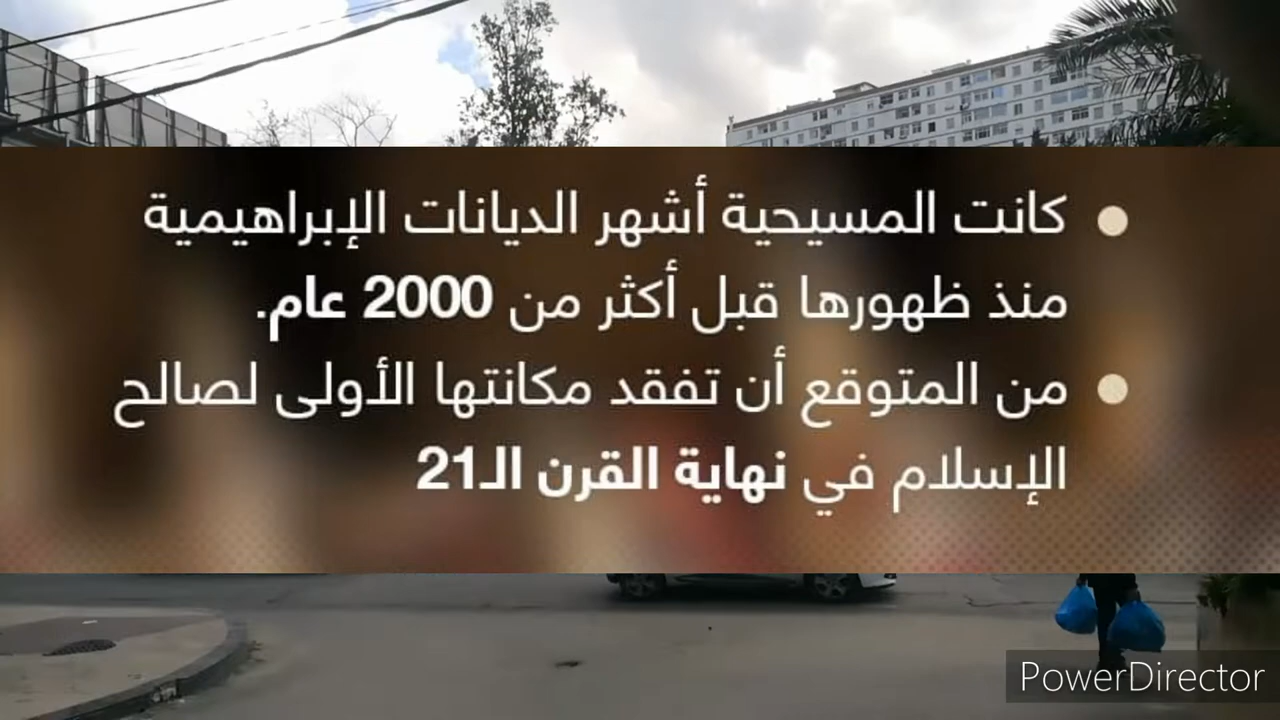 • كانت المسيحية أشهر الديانات الإبراهيمية
منذ ظهورها قبل أكثر من 2000 عام.
• من المتوقع أن تفقد مكانتها الأولى لصالح
الإسلام في نهاية القرن الـ21
PowerDirector